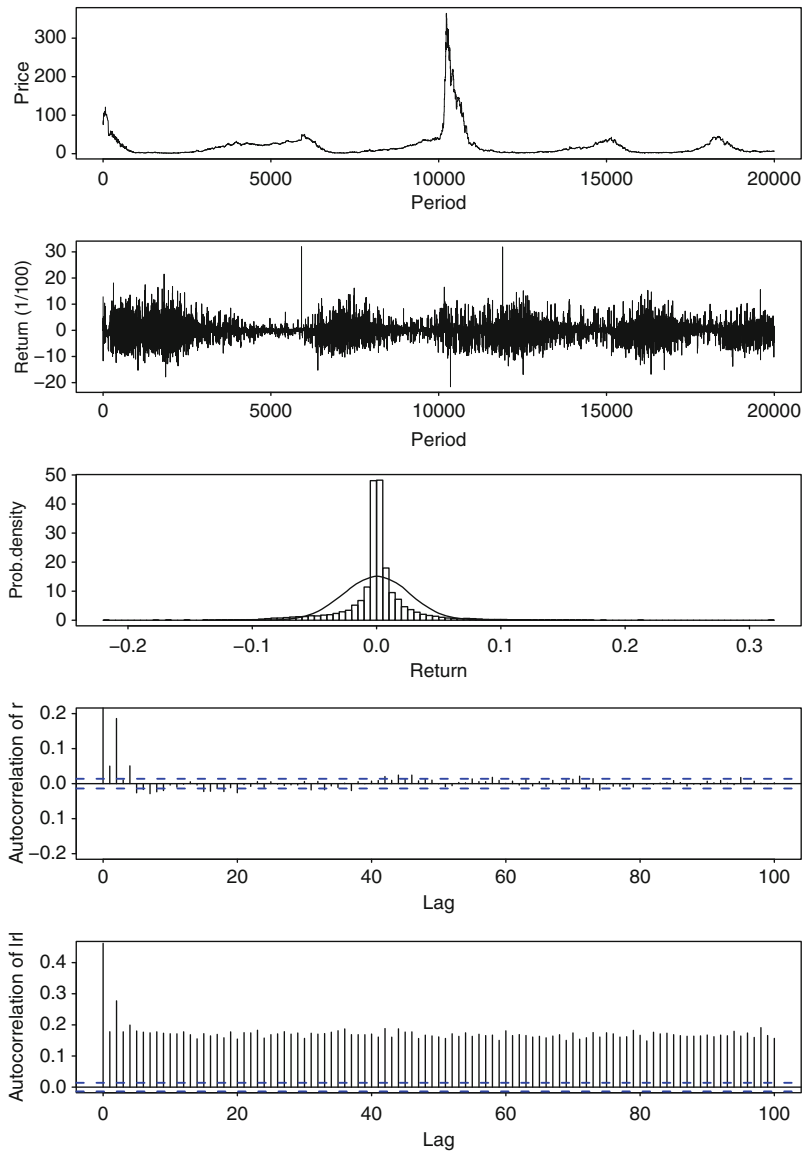 Price
300
200
100
0
0 5000 10000 15000 20000
Period
Return (1/100)
30
20
10
0
−10
−20
0 5000 10000 15000 20000
Period
Prob.density
50
40
30
20
10
0
−0.2 −0.1 0.0 0.1 0.2 0.3
Return
Autocorrelation of r
0.2
0.1
0.0
0.1
−0.2
0 20 40 60 80 100
Lag
Autocorrelation of |r|
0.4
0.3
0.2
0.1
0.0
0 20 40 60 80 100
Lag